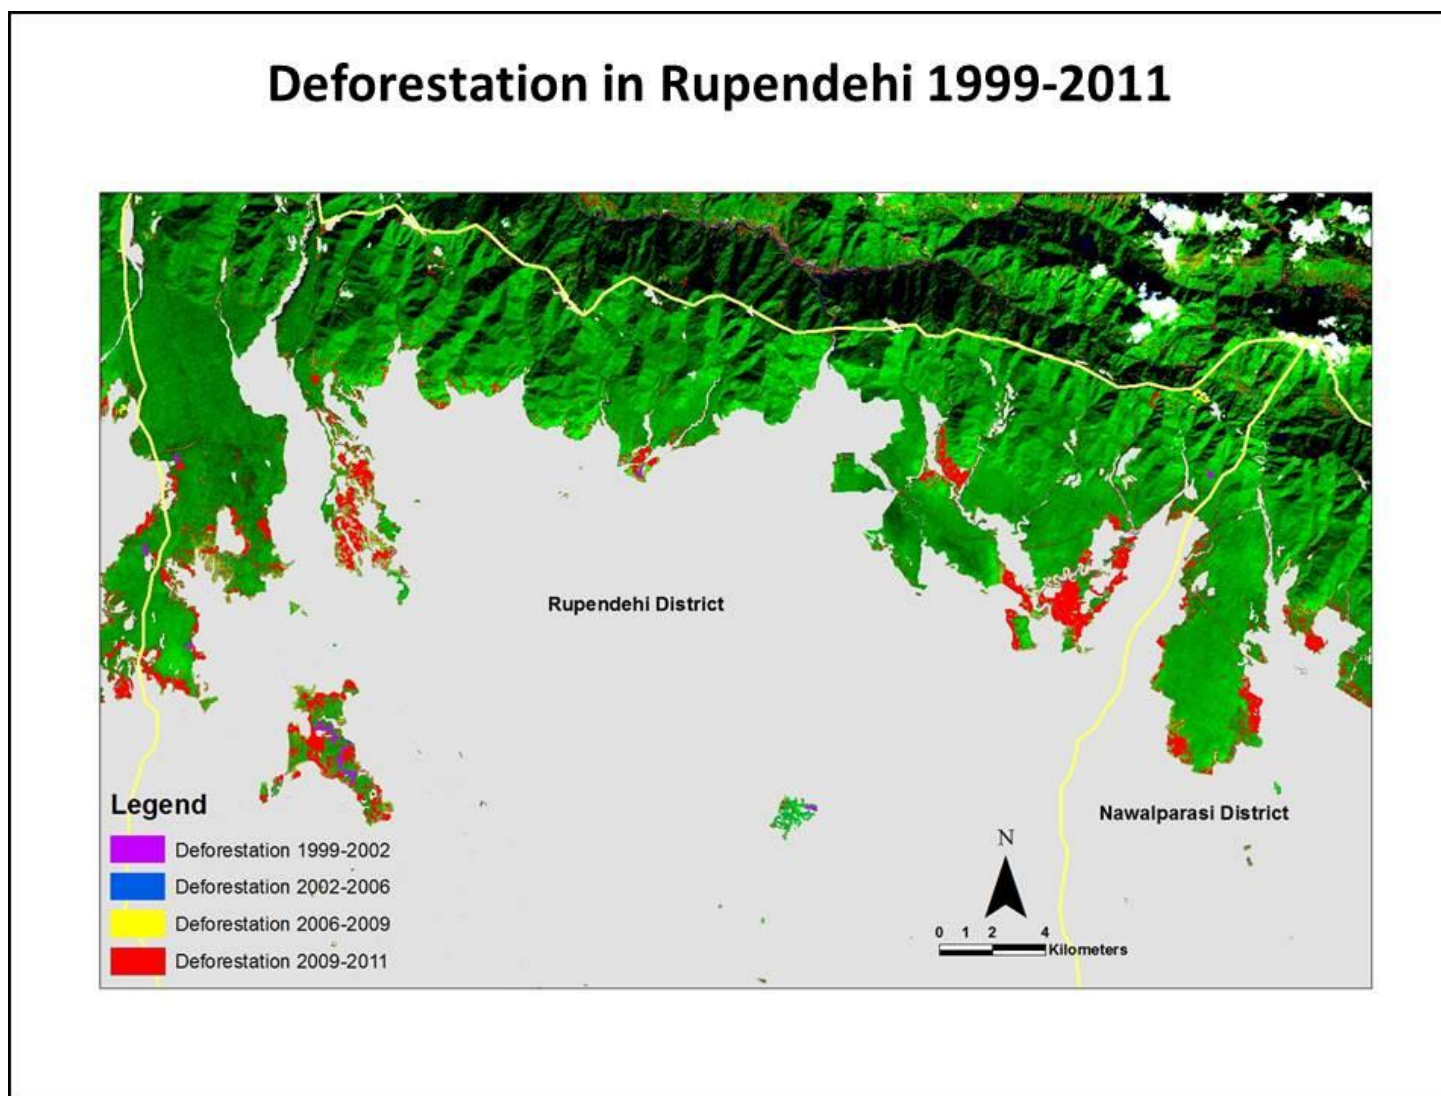 Deforestation in Rupendehi 1999-2011
Rupendehi District
Nawalparasi District
Legend
Deforestation 1999-2002
Deforestation 2002-2006
Deforestation 2006-2009
Deforestation 2009-2011
N
0 1 2 4
Kilometers